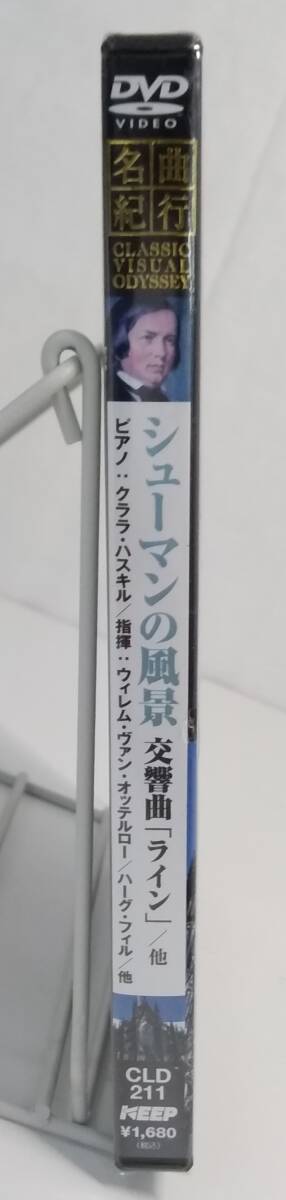 DVD
VIDEO
名曲
紀行
CLASSIC
VISUAL
ODYSSEY
シューマンの風景 交響曲「ライン」/他
ピアノ：クララ・ハスキル/指揮：ウィレム・ヴァン・オッテルロー/ハーグ・フィル/他
CLD
211
KEEP
¥1,680
(税込)